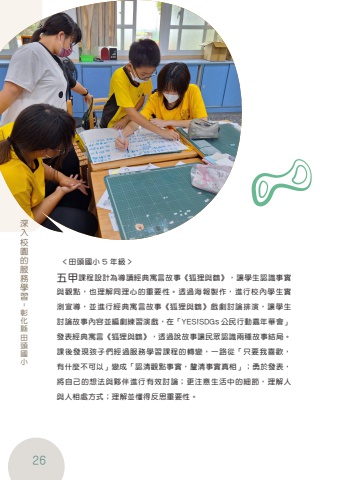 深入校園的服務學習－彰化縣田頭國小
＜田頭國小 5 年級＞
五甲課程設計為導讀經典寓言故事《狐狸與鶴》，讓學生認識事實
與觀點，也理解同理心的重要性。透過海報製作，進行校內學生實
測宣導，並進行經典寓言故事《狐狸與鶴》戲劇討論排演，讓學生
討論故事內容並編劇練習演戲，在「YESISDGs 公民行動嘉年華會」
發表經典寓言《狐狸與鶴》，透過說故事讓民眾認識兩種故事結局。
課後發現孩子們經過服務學習課程的轉變，一路從「只要我喜歡，
有什麼不可以」變成「認清觀點事實，釐清事實真相」；勇於發表，
將自己的想法與夥伴進行有效討論；更注意生活中的細節，理解人
與人相處方式；理解並懂得反思重要性。
26